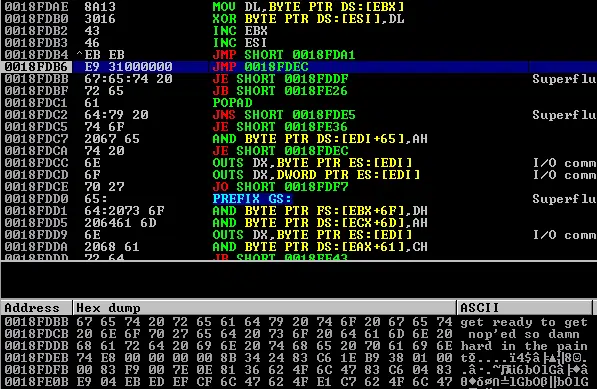 0018FDAE 8A13 MOV DL,BYTE PTR DS:[EBX]
0018FDB0 3016 XOR BYTE PTR DS:[ESI],DL
0018FDB2 43 INC EBX
0018FDB3 46 INC ESI
0018FDB4 ^EB EB JMP SHORT 0018FDA1
0018FDB6 E9 31000000 JMP 0018FDEC
0018FDBB 67:65:74 20 JE SHORT 0018FDDF Superflu
0018FDBF 72 65 JB SHORT 0018FE26
0018FDC1 61 POPAD
0018FDC2 64:79 20 JNS SHORT 0018FDE5 Superflu
0018FDC5 74 6F JE SHORT 0018FE36
0018FDC7 2067 65 AND BYTE PTR DS:[EDI+65],AH
0018FDCA 74 20 JE SHORT 0018FDEC
0018FDCC 6E OUTS DX,BYTE PTR ES:[EDI] I/O comm
0018FDCD 6F OUTS DX,DWORD PTR ES:[EDI] I/O comm
0018FDCE 70 27 JO SHORT 0018FDF7
0018FDD0 65: PREFIX GS: Superflu
0018FDD1 64:2073 6F AND BYTE PTR FS:[EBX+6F],DH
0018FDD5 206461 6D AND BYTE PTR DS:[ECX+6D],AH
0018FDD9 6E OUTS DX,BYTE PTR ES:[EDI] I/O comm
0018FDDA 2068 61 AND BYTE PTR DS:[EAX+61],CH
0018FDDD 72 64 JB SHORT 0018FE43
Address Hex dump ASCII
0018FDBB 67 65 74 20 72 65 61 64 79 20 74 6F 20 67 65 74 get ready to get
0018FDCB 20 6E 6F 70 27 65 64 20 73 6F 20 64 61 6D 6E 20 nop'ed so damn
0018FDDB 68 61 72 64 20 69 6E 20 74 68 65 20 70 61 69 6E hard in the pain
0018FDEB 74 E8 00 00 00 00 8B 34 24 83 C6 1E B9 38 01 00
0018FDFB 00 83 F9 00 7E 0E 81 36 62 4F 6C 47 83 C6 04 83
0018FE0B E9 04 EB ED EF CF 6C 47 62 4F E1 C7 62 4F 6C 47